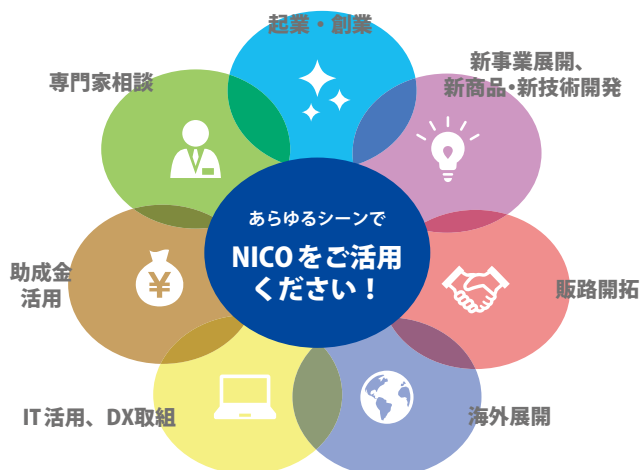 起業・創業
新事業展開、
新商品・新技術開発
専門家相談
あらゆるシーンで
NICOをご活用
ください！
助成金
活用
¥
販路開拓
IT活用、DX取組
海外展開